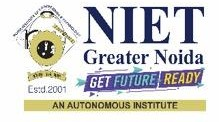 NIET
Greater Noida
GET FUTURE READY
Estd.2001
AN AUTONOMOUS INSTITUTE